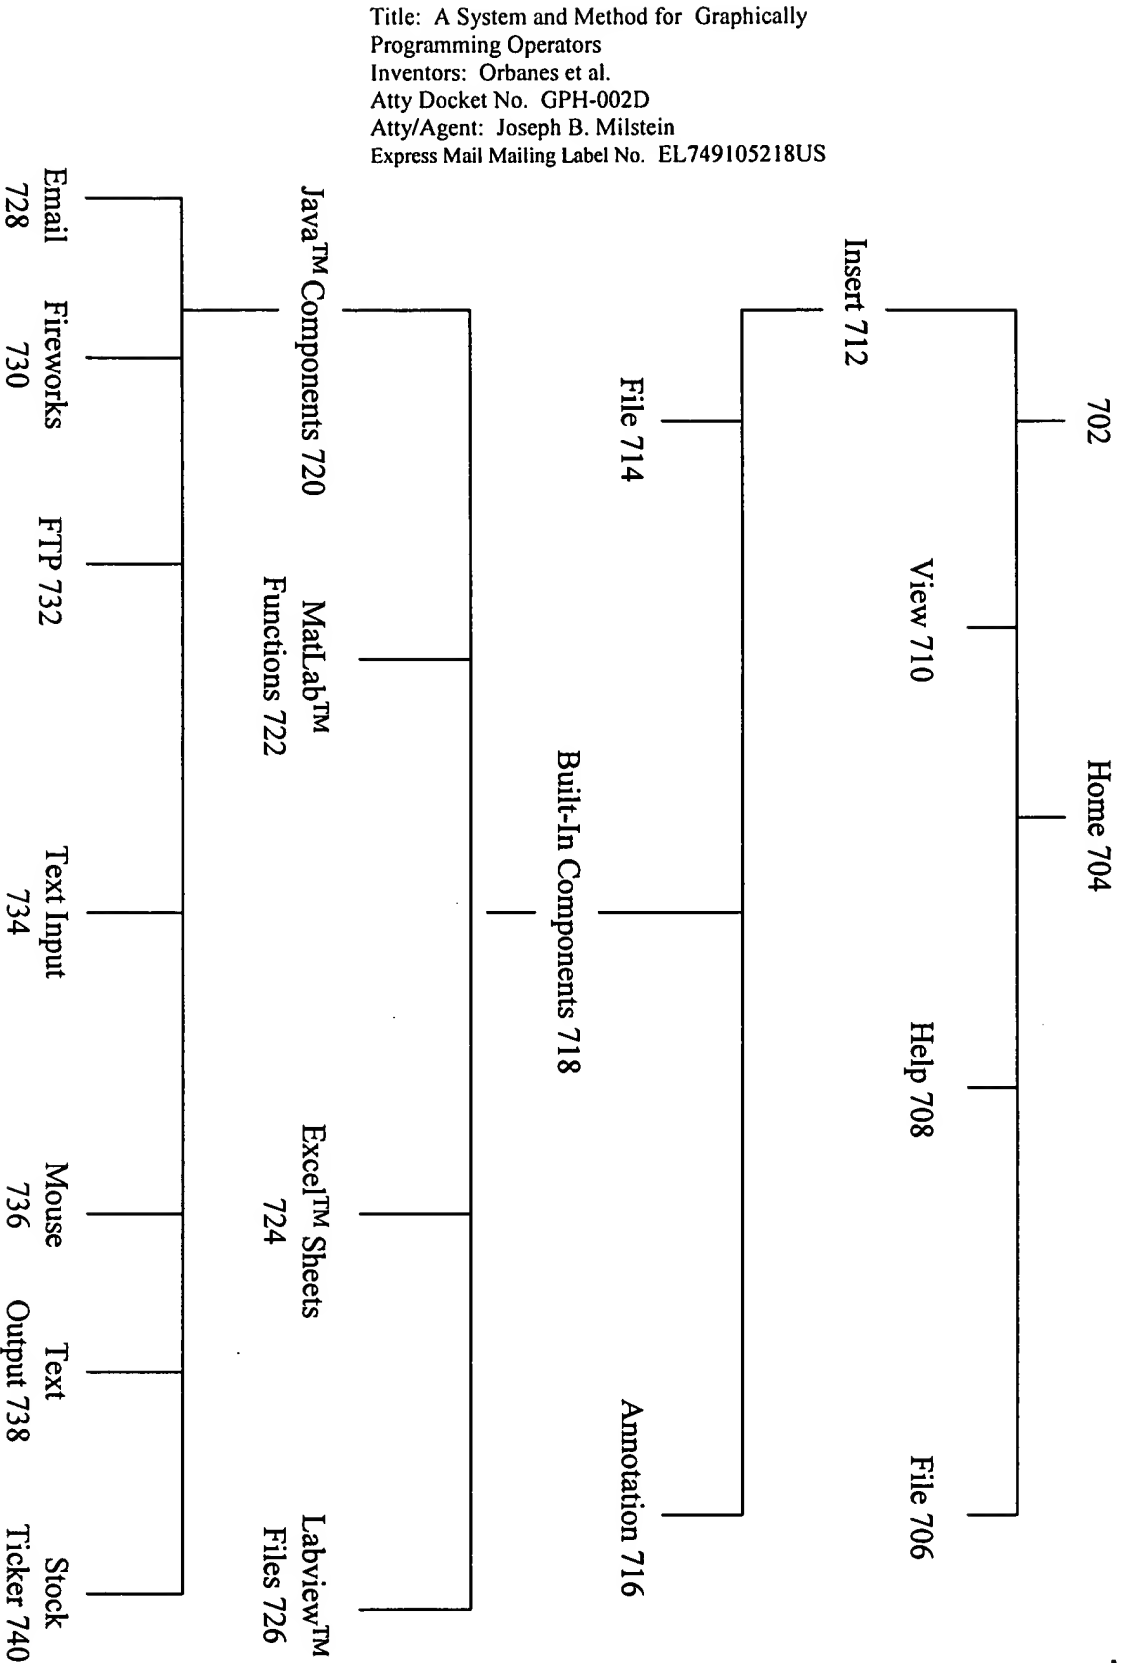 Title: A System and Method for Graphically
Programming Operators
Inventors: Orbanes et al.
Atty Docket No. GPH-002D
Atty/Agent: Joseph B. Milstein
Express Mail Mailing Label No. EL749105218US
702
Home 704
Insert 712
View 710
Help 708
File 706
File 714
Built-In Components 718
Annotation 716
Java™ Components 720
MatLab™
Functions 722
Excel™ Sheets
724
Labview™
Files 726
Email
728
Fireworks
730
FTP 732
Text Input
734
Mouse
736
Text
Output 738
Stock
Ticker 740